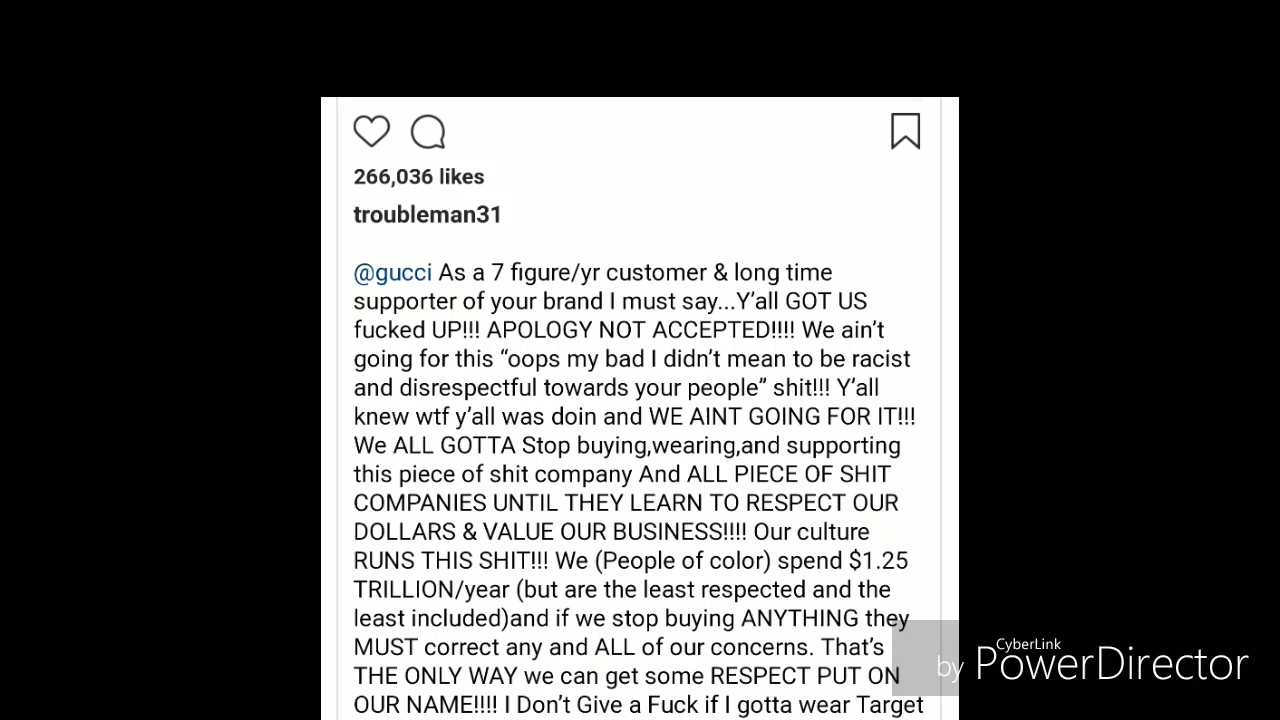 266,036 likes
troubleman31
@gucci As a 7 figure/yr customer & long time
supporter of your brand I must say...Y’all GOT US
fucked UP!!! APOLOGY NOT ACCEPTED!!!! We ain’t
going for this “oops my bad I didn’t mean to be racist
and disrespectful towards your people” shit!!! Y’all
knew wtf y’all was doin and WE AINT GOING FOR IT!!!
We ALL GOTTA Stop buying,wearing,and supporting
this piece of shit company And ALL PIECE OF SHIT
COMPANIES UNTIL THEY LEARN TO RESPECT OUR
DOLLARS & VALUE OUR BUSINESS!!!! Our culture
RUNS THIS SHIT!!! We (People of color) spend $1.25
TRILLION/year (but are the least respected and the
least included)and if we stop buying ANYTHING they
MUST correct any and ALL of our concerns. That’s
THE ONLY WAY we can get some RESPECT PUT ON
OUR NAME!!!! I Don’t Give a Fuck if I gotta wear Target
CyberLink
by PowerDirector